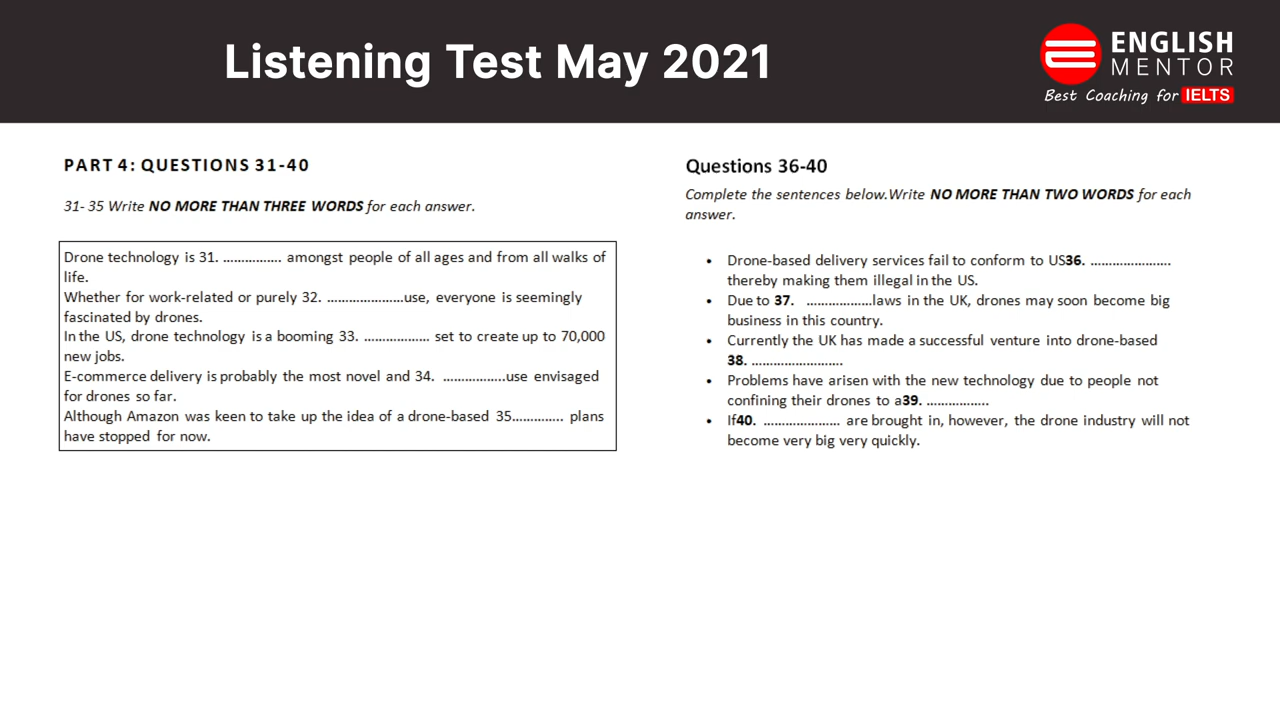 Listening Test May 2021
ENGLISH
MENTOR
Best Coaching for IELTS
PART 4: QUESTIONS 31-40
31- 35 Write NO MORE THAN THREE WORDS for each answer.
Drone technology is 31. ................ amongst people of all ages and from all walks of
life.
Whether for work-related or purely 32. .....................use, everyone is seemingly
fascinated by drones.
In the US, drone technology is a booming 33. .................. set to create up to 70,000
new jobs.
E-commerce delivery is probably the most novel and 34. .................use envisaged
for drones so far.
Although Amazon was keen to take up the idea of a drone-based 35.............. plans
have stopped for now.
Questions 36-40
Complete the sentences below.Write NO MORE THAN TWO WORDS for each
answer.
• Drone-based delivery services fail to conform to US36. ......................
thereby making them illegal in the US.
• Due to 37. ..................laws in the UK, drones may soon become big
business in this country.
• Currently the UK has made a successful venture into drone-based
38. .........................
• Problems have arisen with the new technology due to people not
confining their drones to a39. .................
• If40. ..................... are brought in, however, the drone industry will not
become very big very quickly.